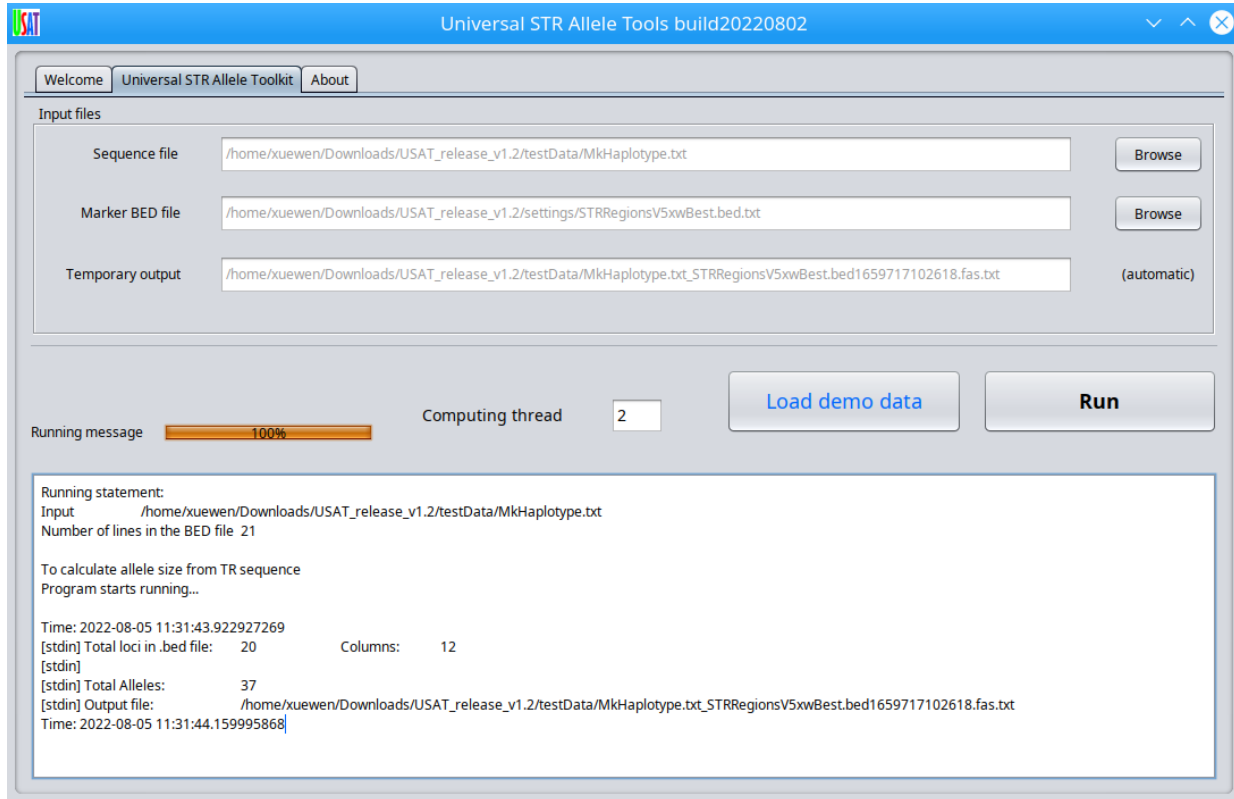 USAT Universal STR Allele Tools build20220802
Welcome Universal STR Allele Toolkit About
Input files
Sequence file /home/xuewen/Downloads/USAT_release_v1.2/testData/MkHaplotype.txt Browse
Marker BED file /home/xuewen/Downloads/USAT_release_v1.2/settings/STRRegionsV5xwBest.bed.txt Browse
Temporary output /home/xuewen/Downloads/USAT_release_v1.2/testData/MkHaplotype.txt_STRRegionsV5xwBest.bed1659717102618.fas.txt (automatic)
Running message 100% Computing thread 2 Load demo data Run
Running statement:
Input /home/xuewen/Downloads/USAT_release_v1.2/testData/MkHaplotype.txt
Number of lines in the BED file 21
To calculate allele size from TR sequence
Program starts running...
Time: 2022-08-05 11:31:43.922927269
[stdin] Total loci in .bed file: 20 Columns: 12
[stdin]
[stdin] Total Alleles: 37
[stdin] Output file: /home/xuewen/Downloads/USAT_release_v1.2/testData/MkHaplotype.txt_STRRegionsV5xwBest.bed1659717102618.fas.txt
Time: 2022-08-05 11:31:44.159995868